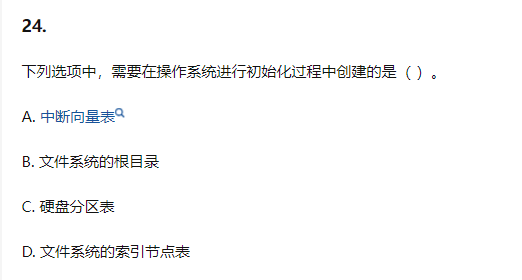 24.
下列选项中，需要在操作系统进行初始化过程中创建的是（ ）。
A. 中断向量表
B. 文件系统的根目录
C. 硬盘分区表
D. 文件系统的索引节点表